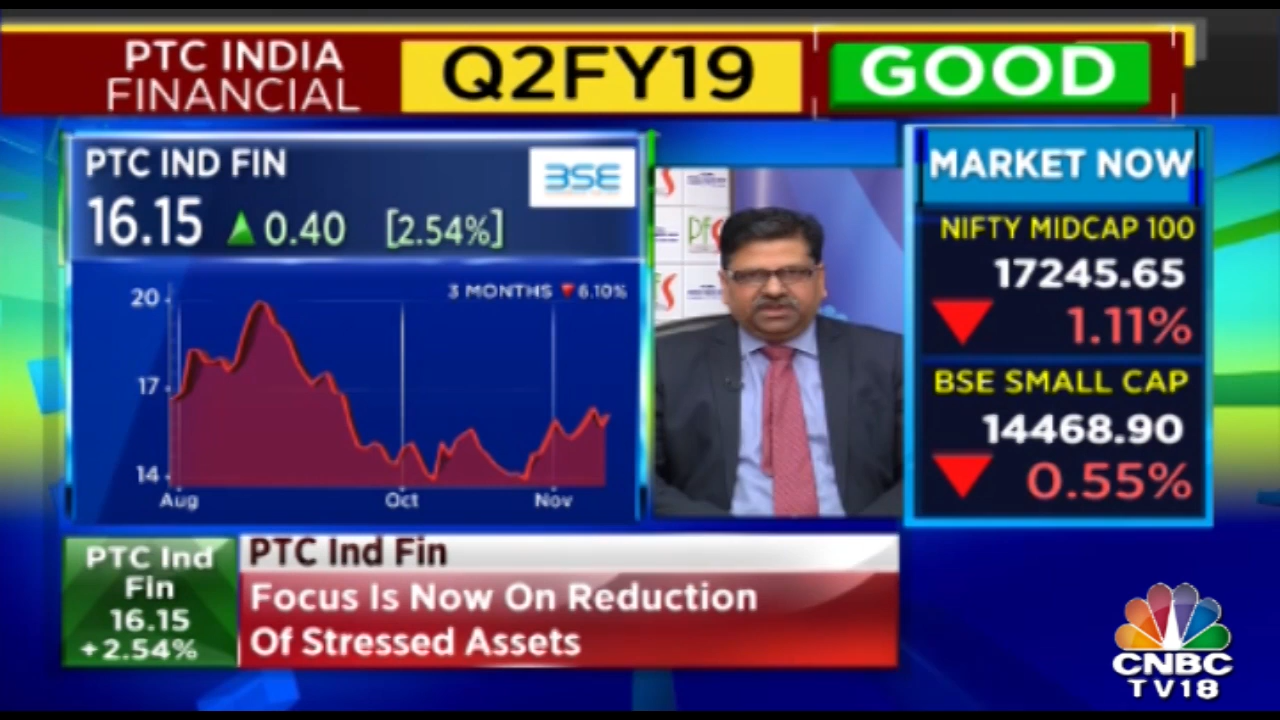 PTC INDIA
FINANCIAL
Q2FY19
GOOD
PTC IND FIN
BSE
16.15 ▲ 0.40 [2.54%]
3 MONTHS ▼ 6.10%
20
17
14
Aug Oct Nov
pfs
MARKET NOW
NIFTY MIDCAP 100
17245.65
▼ 1.11%
BSE SMALL CAP
14468.90
▼ 0.55%
PTC Ind
Fin
16.15
+2.54%
PTC Ind Fin
Focus Is Now On Reduction
Of Stressed Assets
CNBC
TV18